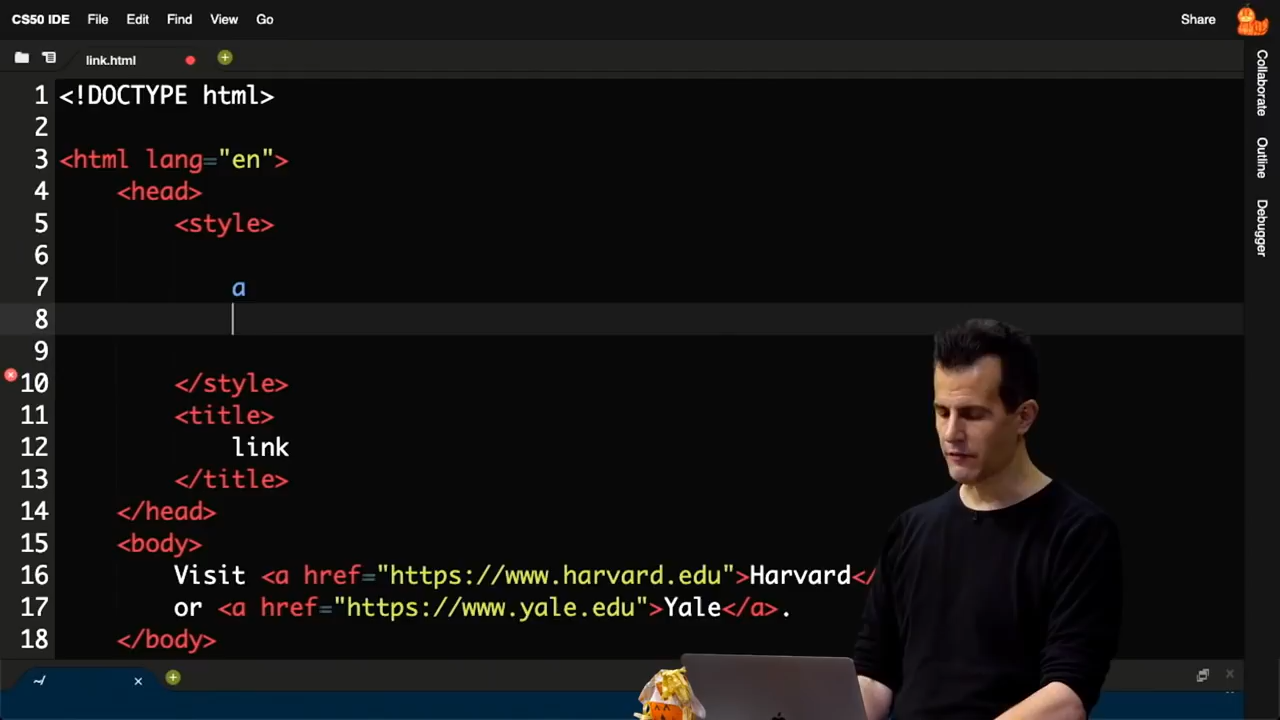 CS50 IDE File Edit Find View Go Share
link.html
Collaborate
Outline
Debugger
1 <!DOCTYPE html>
2
3 <html lang="en">
4 <head>
5 <style>
6
7 a
8
9
10 </style>
11 <title>
12 link
13 </title>
14 </head>
15 <body>
16 Visit <a href="https://www.harvard.edu">Harvard</
17 or <a href="https://www.yale.edu">Yale</a>.
18 </body>
~/